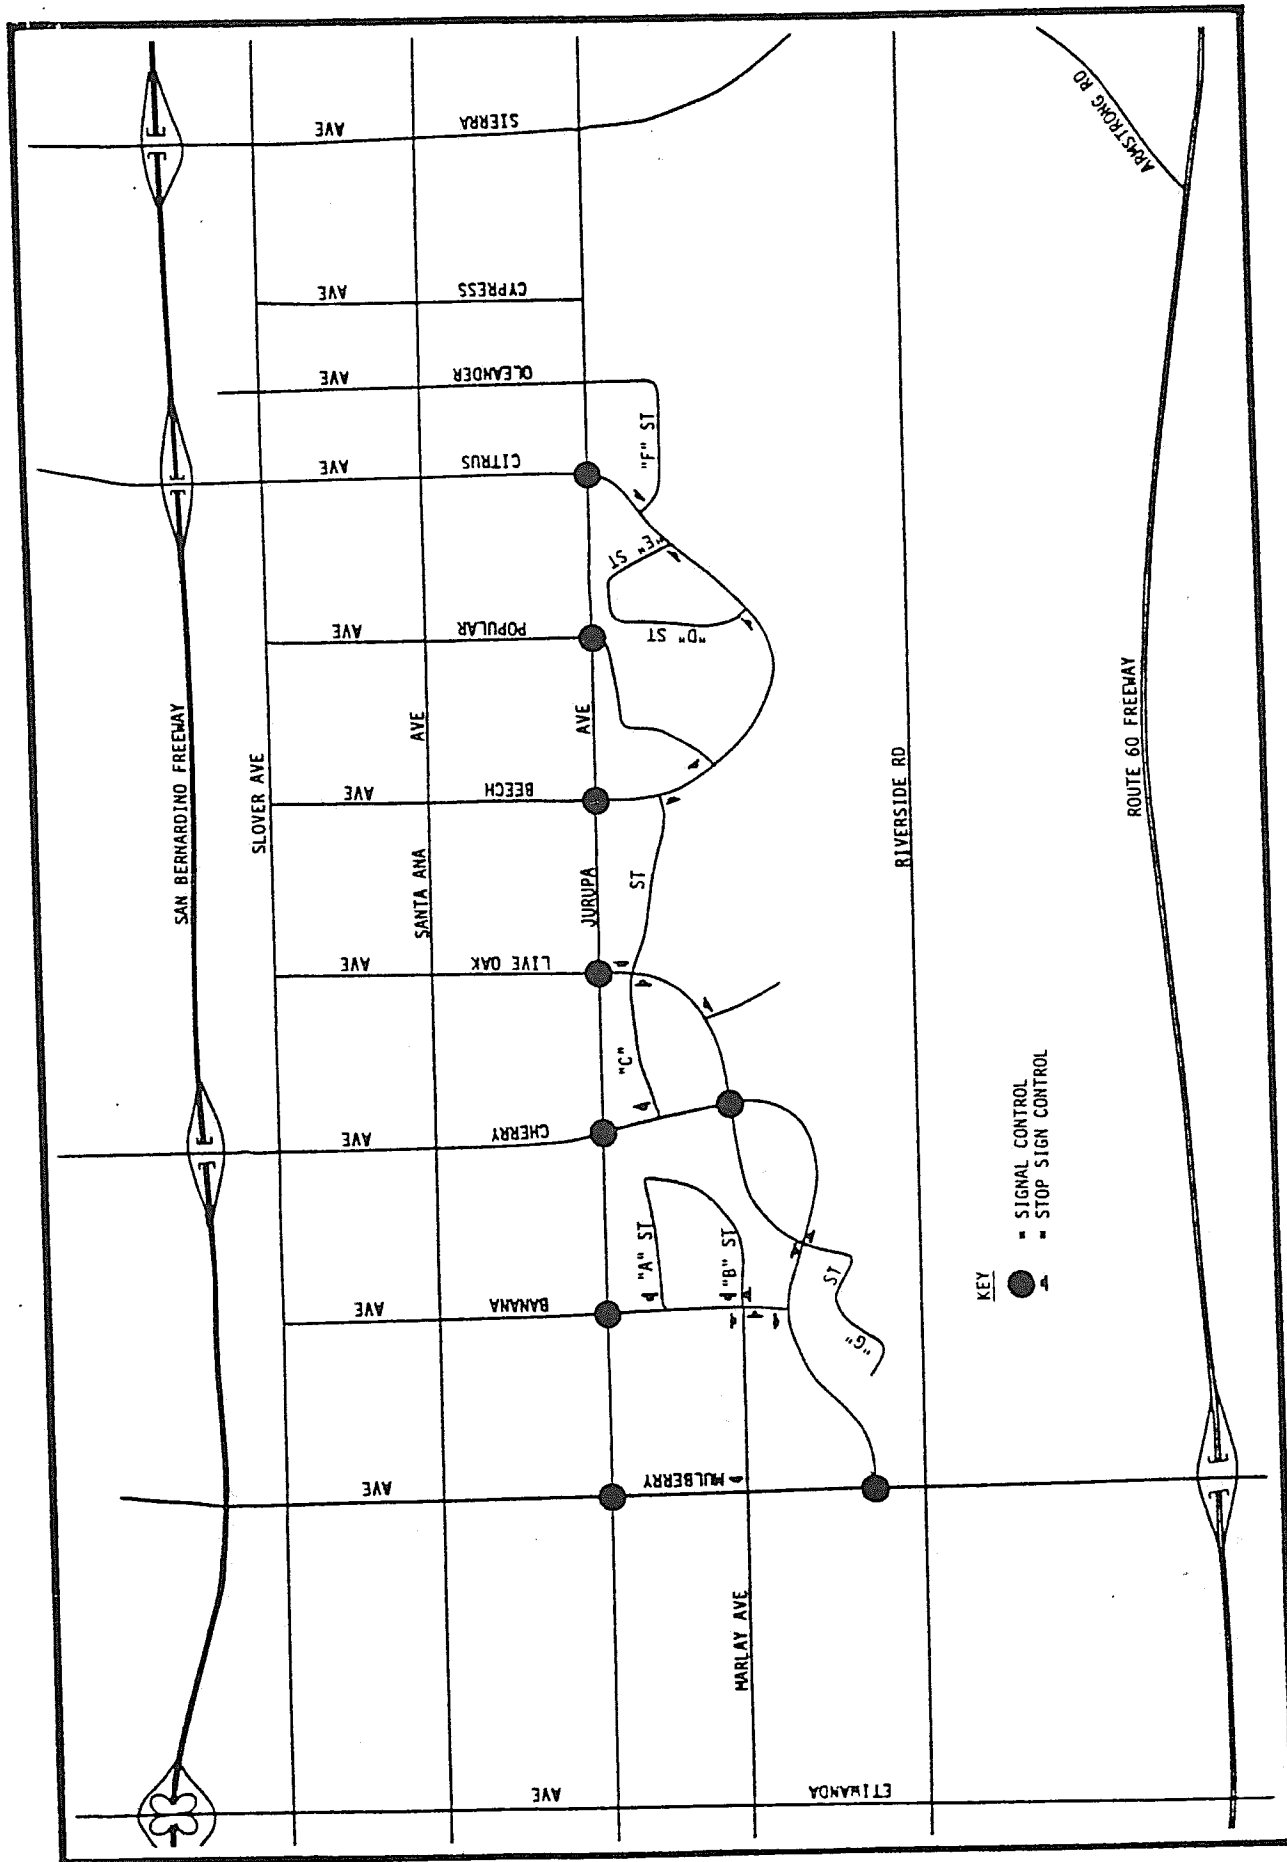 SAN BERNARDINO FREEWAY
SLOVER AVE
SANTA ANA AVE
JURUPA AVE
MARLAY AVE
RIVERSIDE RD
ROUTE 60 FREEWAY
ARMSTRONG RD
ETIWANDA AVE
MULBERRY AVE
BANANA AVE
CHERRY AVE
LIVE OAK AVE
BEECH AVE
POPULAR AVE
CITRUS AVE
OLEANDER AVE
CYPRESS AVE
SIERRA AVE
"A" ST
"B" ST
"C" ST
"D" ST
"E" ST
"F" ST
"G" ST
KEY
= SIGNAL CONTROL
= STOP SIGN CONTROL